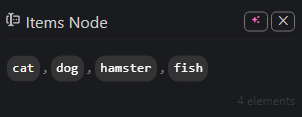 Items Node
cat , dog , hamster , fish
4 elements